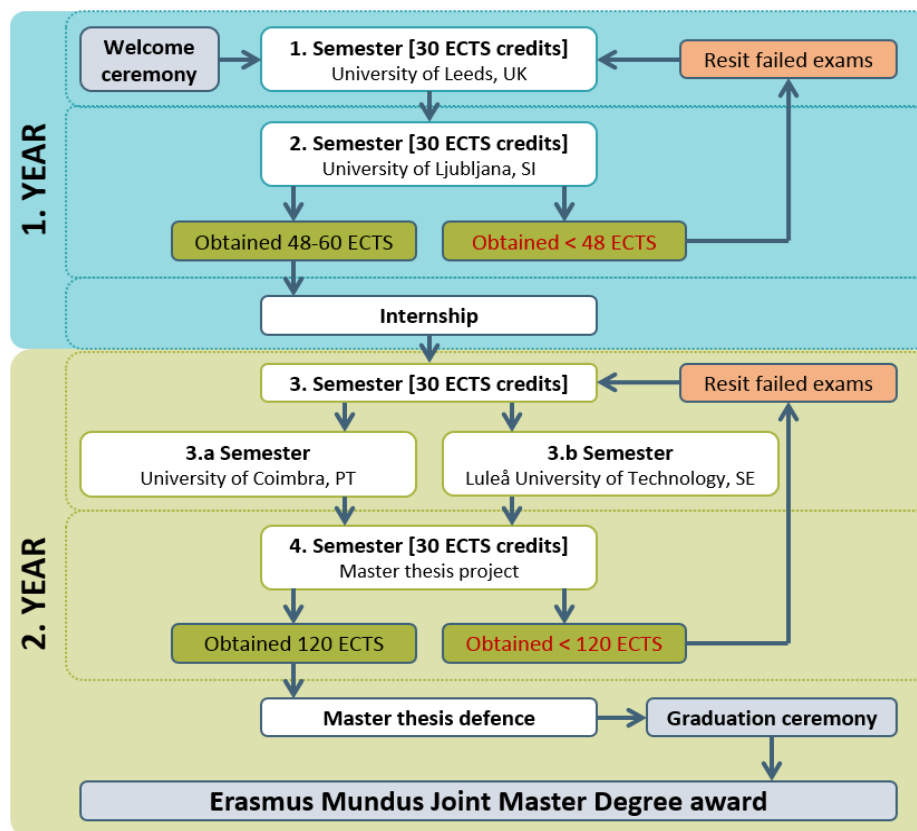 1. YEAR
Welcome
ceremony
1. Semester [30 ECTS credits]
University of Leeds, UK
Resit failed exams
2. Semester [30 ECTS credits]
University of Ljubljana, SI
Obtained 48-60 ECTS
Obtained < 48 ECTS
Internship
2. YEAR
3. Semester [30 ECTS credits]
Resit failed exams
3.a Semester
University of Coimbra, PT
3.b Semester
Luleå University of Technology, SE
4. Semester [30 ECTS credits]
Master thesis project
Obtained 120 ECTS
Obtained < 120 ECTS
Master thesis defence
Graduation ceremony
Erasmus Mundus Joint Master Degree award